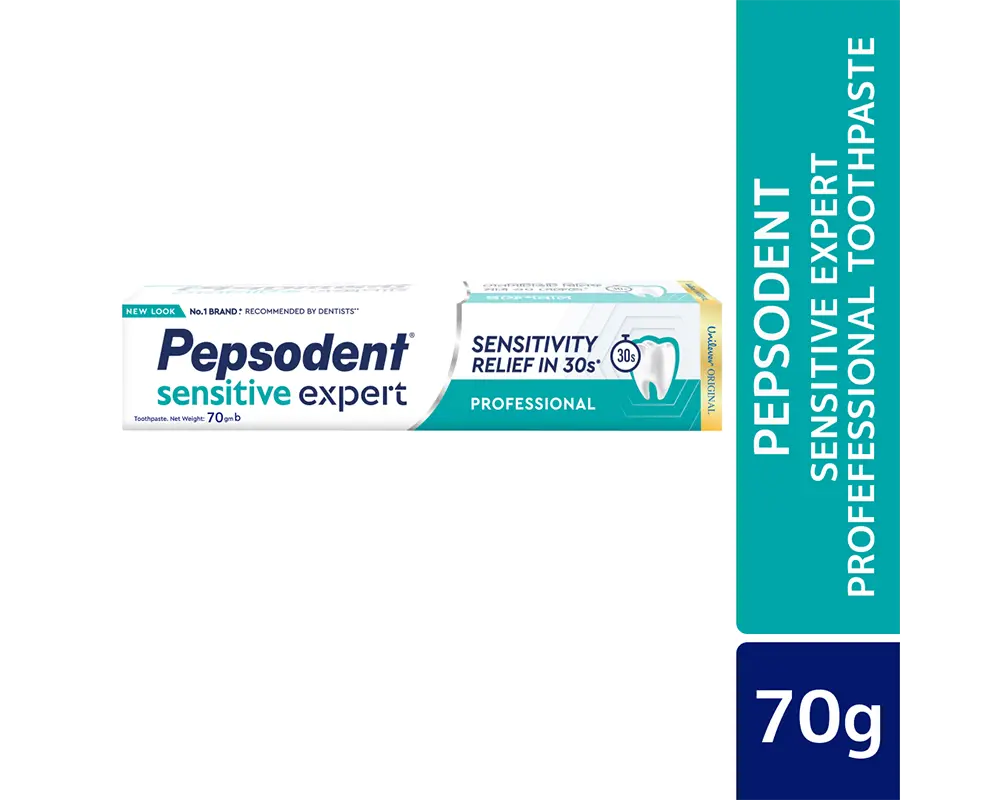 NEW LOOK
No.1 BRAND.* RECOMMENDED BY DENTISTS**
Pepsodent®
sensitive expert
Toothpaste. Net Weight: 70gm b
SENSITIVITY
RELIEF IN 30s*
30s
PROFESSIONAL
Unilever ORIGINAL
PEPSODENT
SENSITIVE EXPERT
PROFEFESSIONAL TOOTHPASTE
70g